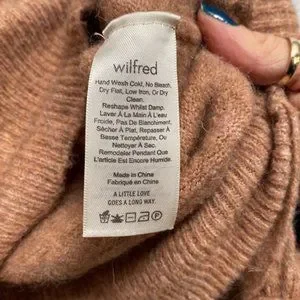 wilfred
Hand Wash Cold, No Bleach,
Dry Flat, Low Iron, Or Dry
Clean.
Reshape Whilst Damp.
Laver À La Main À L'eau
Froide, Pas De Blanchiment,
Sécher À Plat, Repasser À
Basse Température, Ou
Nettoyer À Sec.
Remodeler Pendant Que
L'article Est Encore Humide.
Made in China
Fabriqué en Chine
A LITTLE LOVE
GOES A LONG WAY.